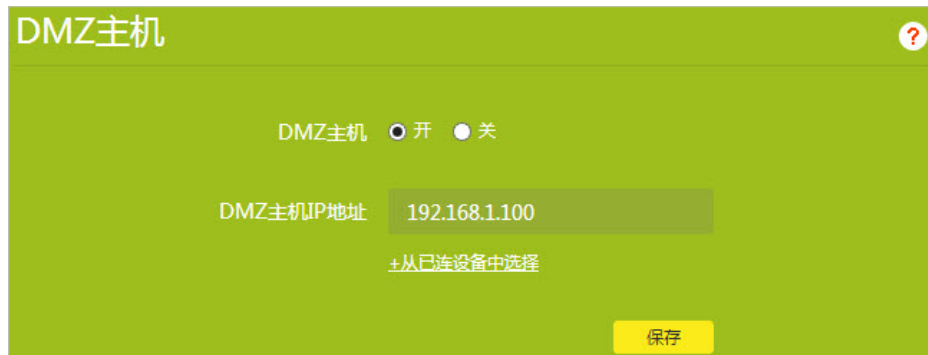 DMZ主机
?
DMZ主机 开 关
DMZ主机IP地址 192.168.1.100
+从已连设备中选择
保存